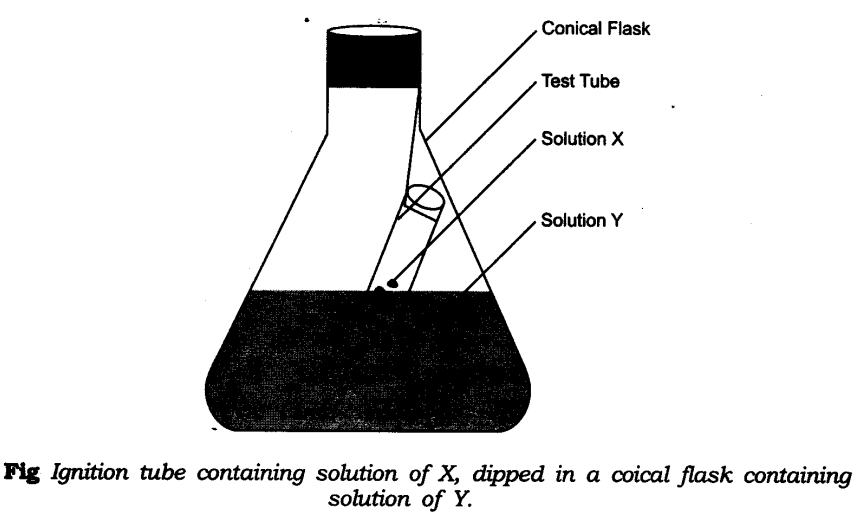 Conical Flask
Test Tube
Solution X
Solution Y
Fig Ignition tube containing solution of X, dipped in a coical flask containing
solution of Y.